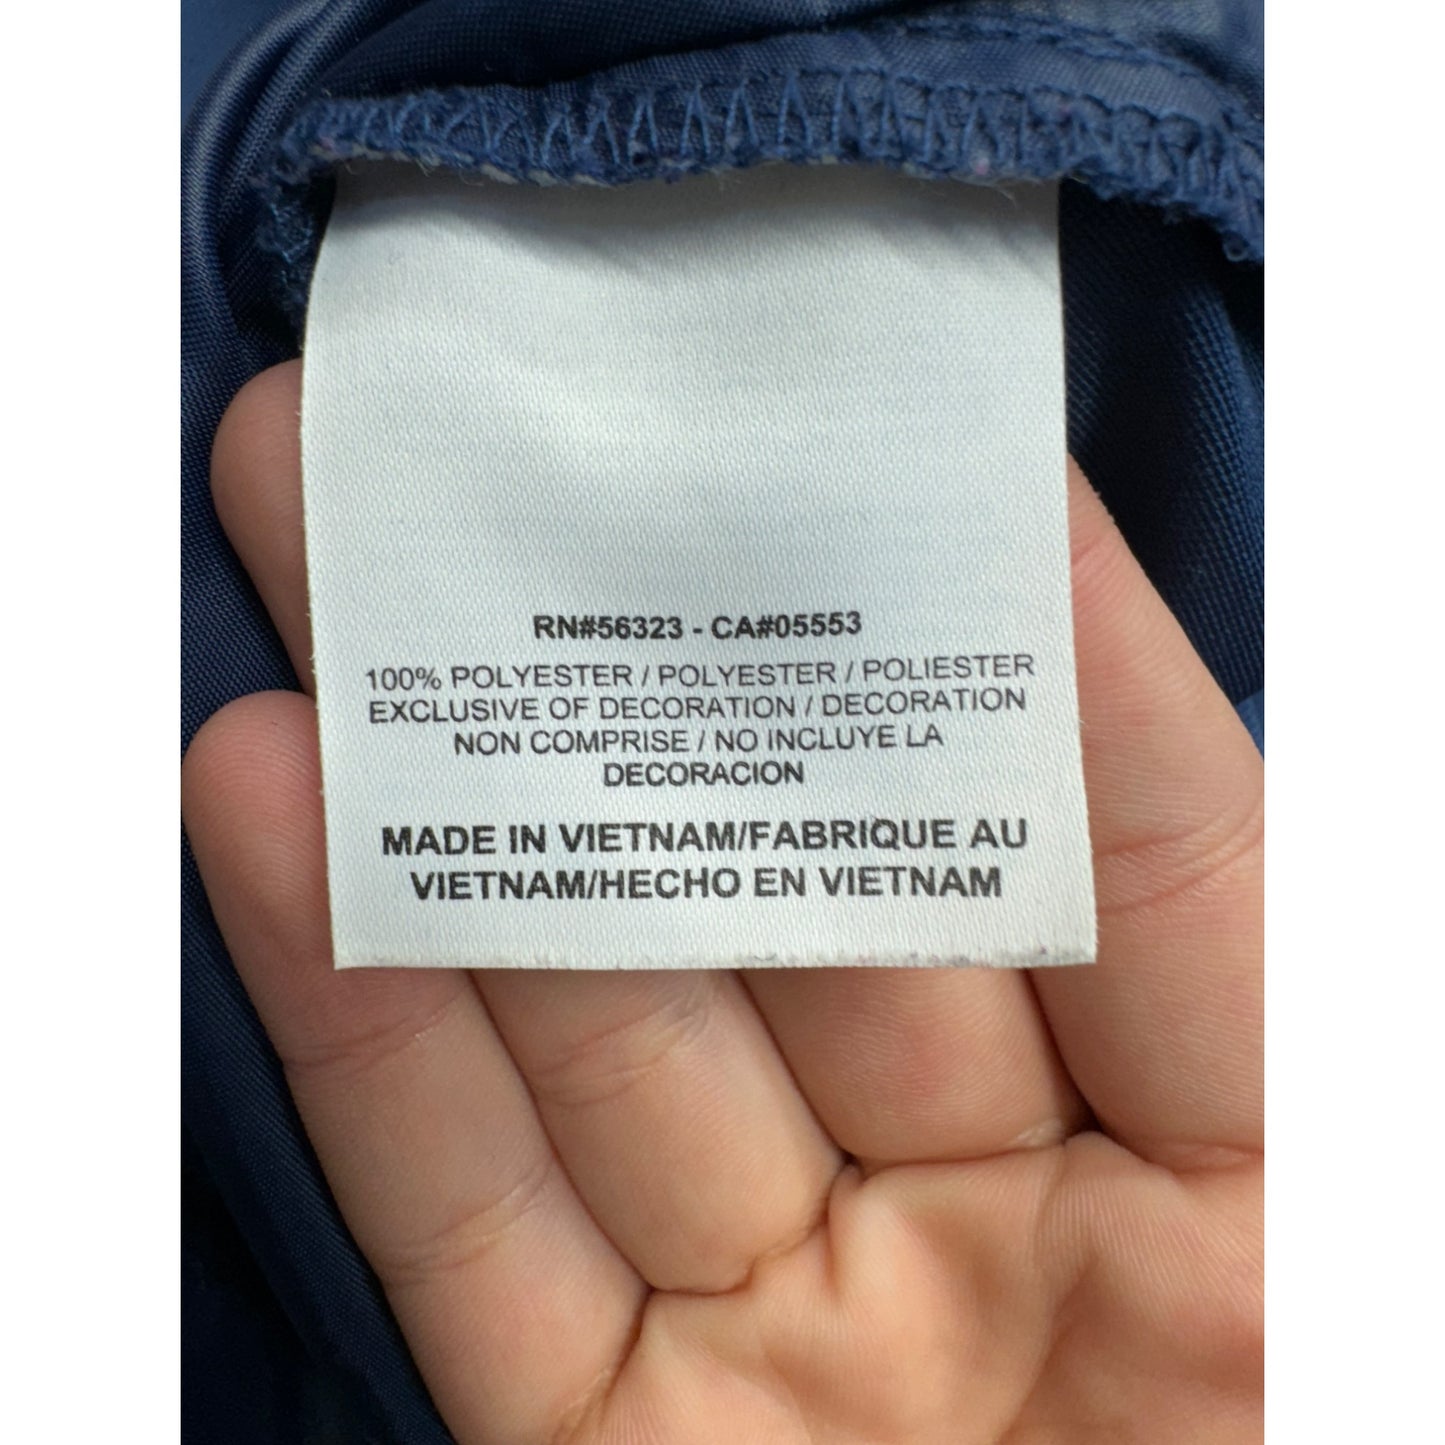 RN#56323 - CA#05553
100% POLYESTER / POLYESTER / POLIESTER
EXCLUSIVE OF DECORATION / DECORATION
NON COMPRISE / NO INCLUYE LA
DECORACION
MADE IN VIETNAM/FABRIQUE AU
VIETNAM/HECHO EN VIETNAM